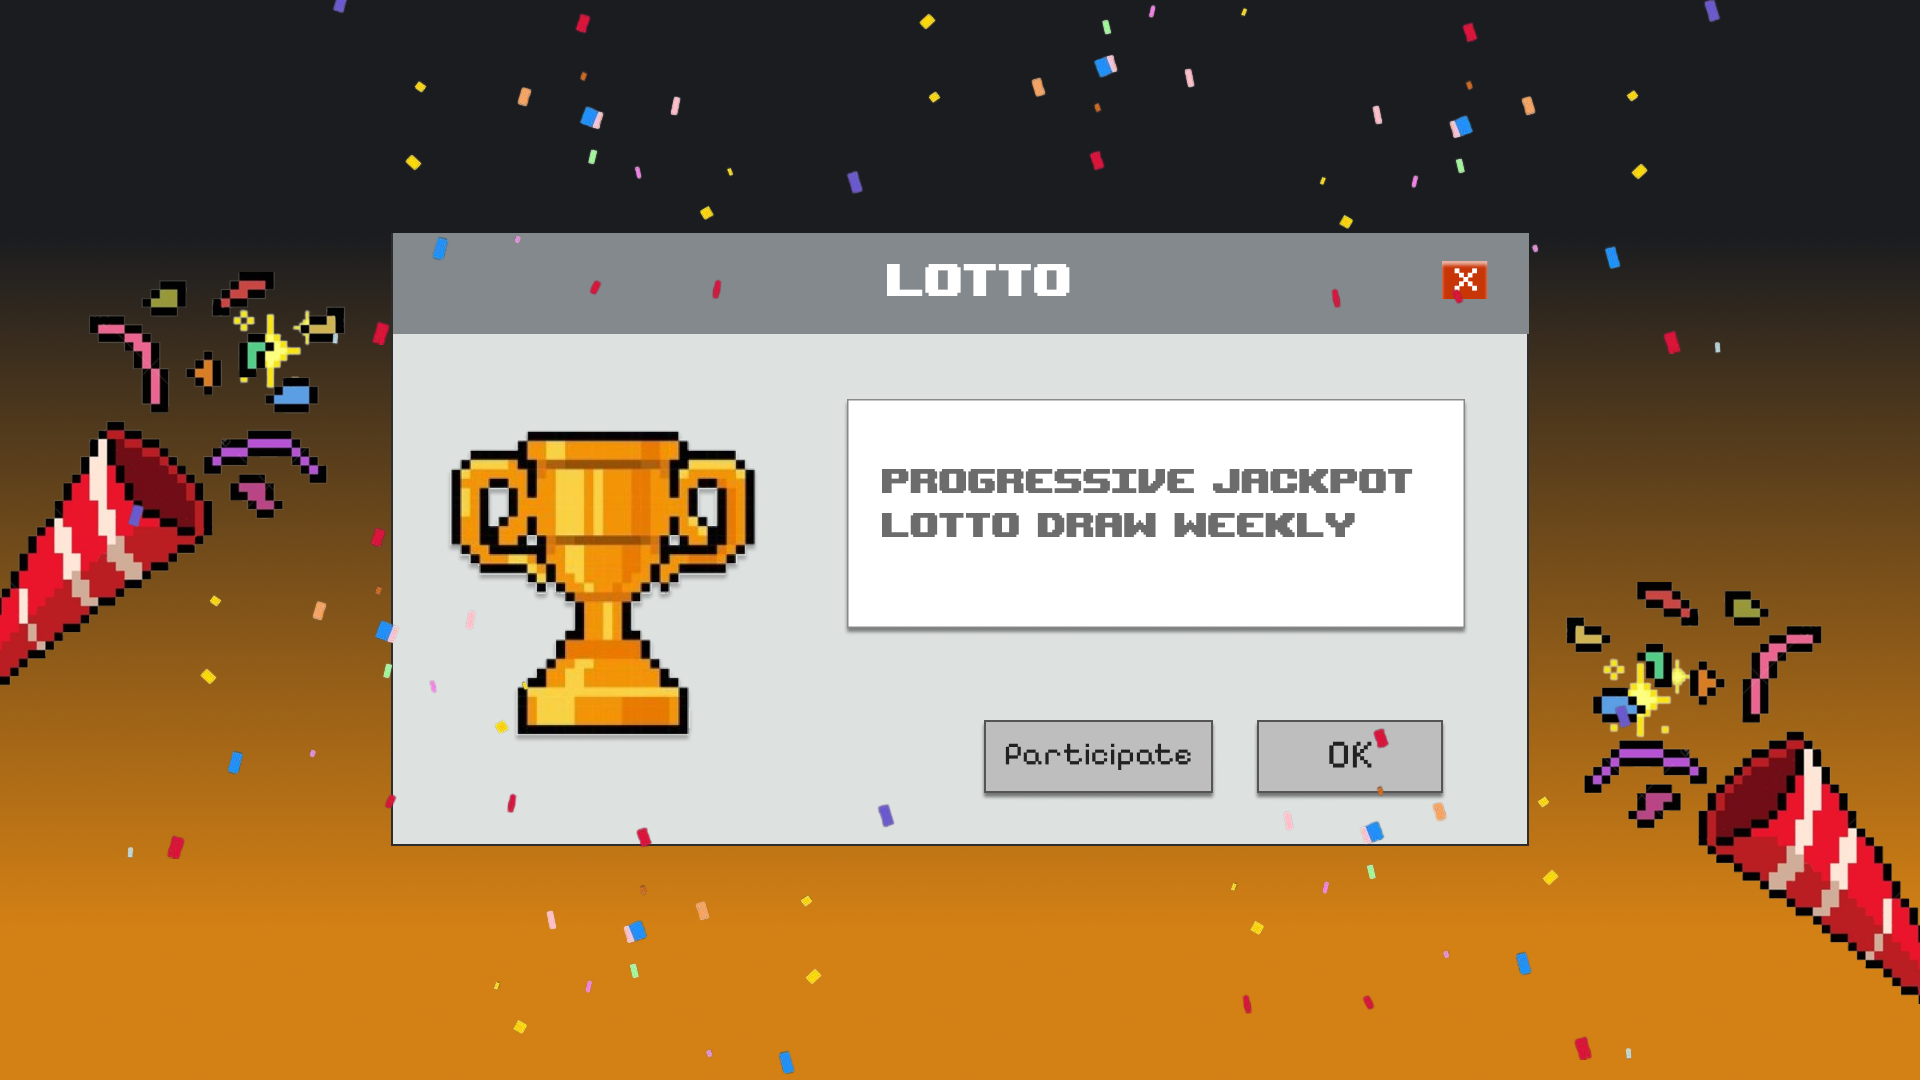 LOTTO
PROGRESSIVE JACKPOT
LOTTO DRAW WEEKLY
Participate
OK